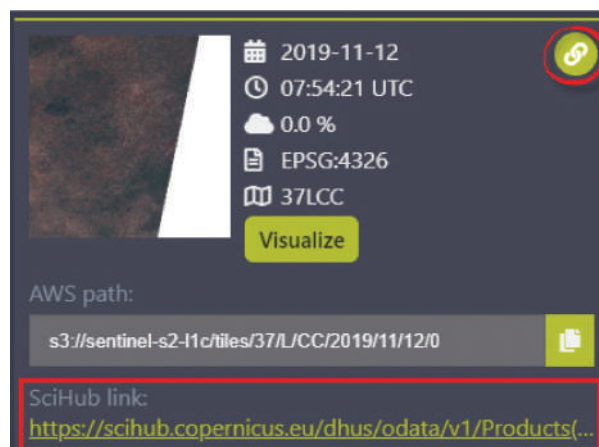 2019-11-12
07:54:21 UTC
0.0 %
EPSG:4326
37LCC
Visualize
AWS path:
s3://sentinel-s2-l1c/tiles/37/L/CC/2019/11/12/0
SciHub link:
https://scihub.copernicus.eu/dhus/odata/v1/Products(...